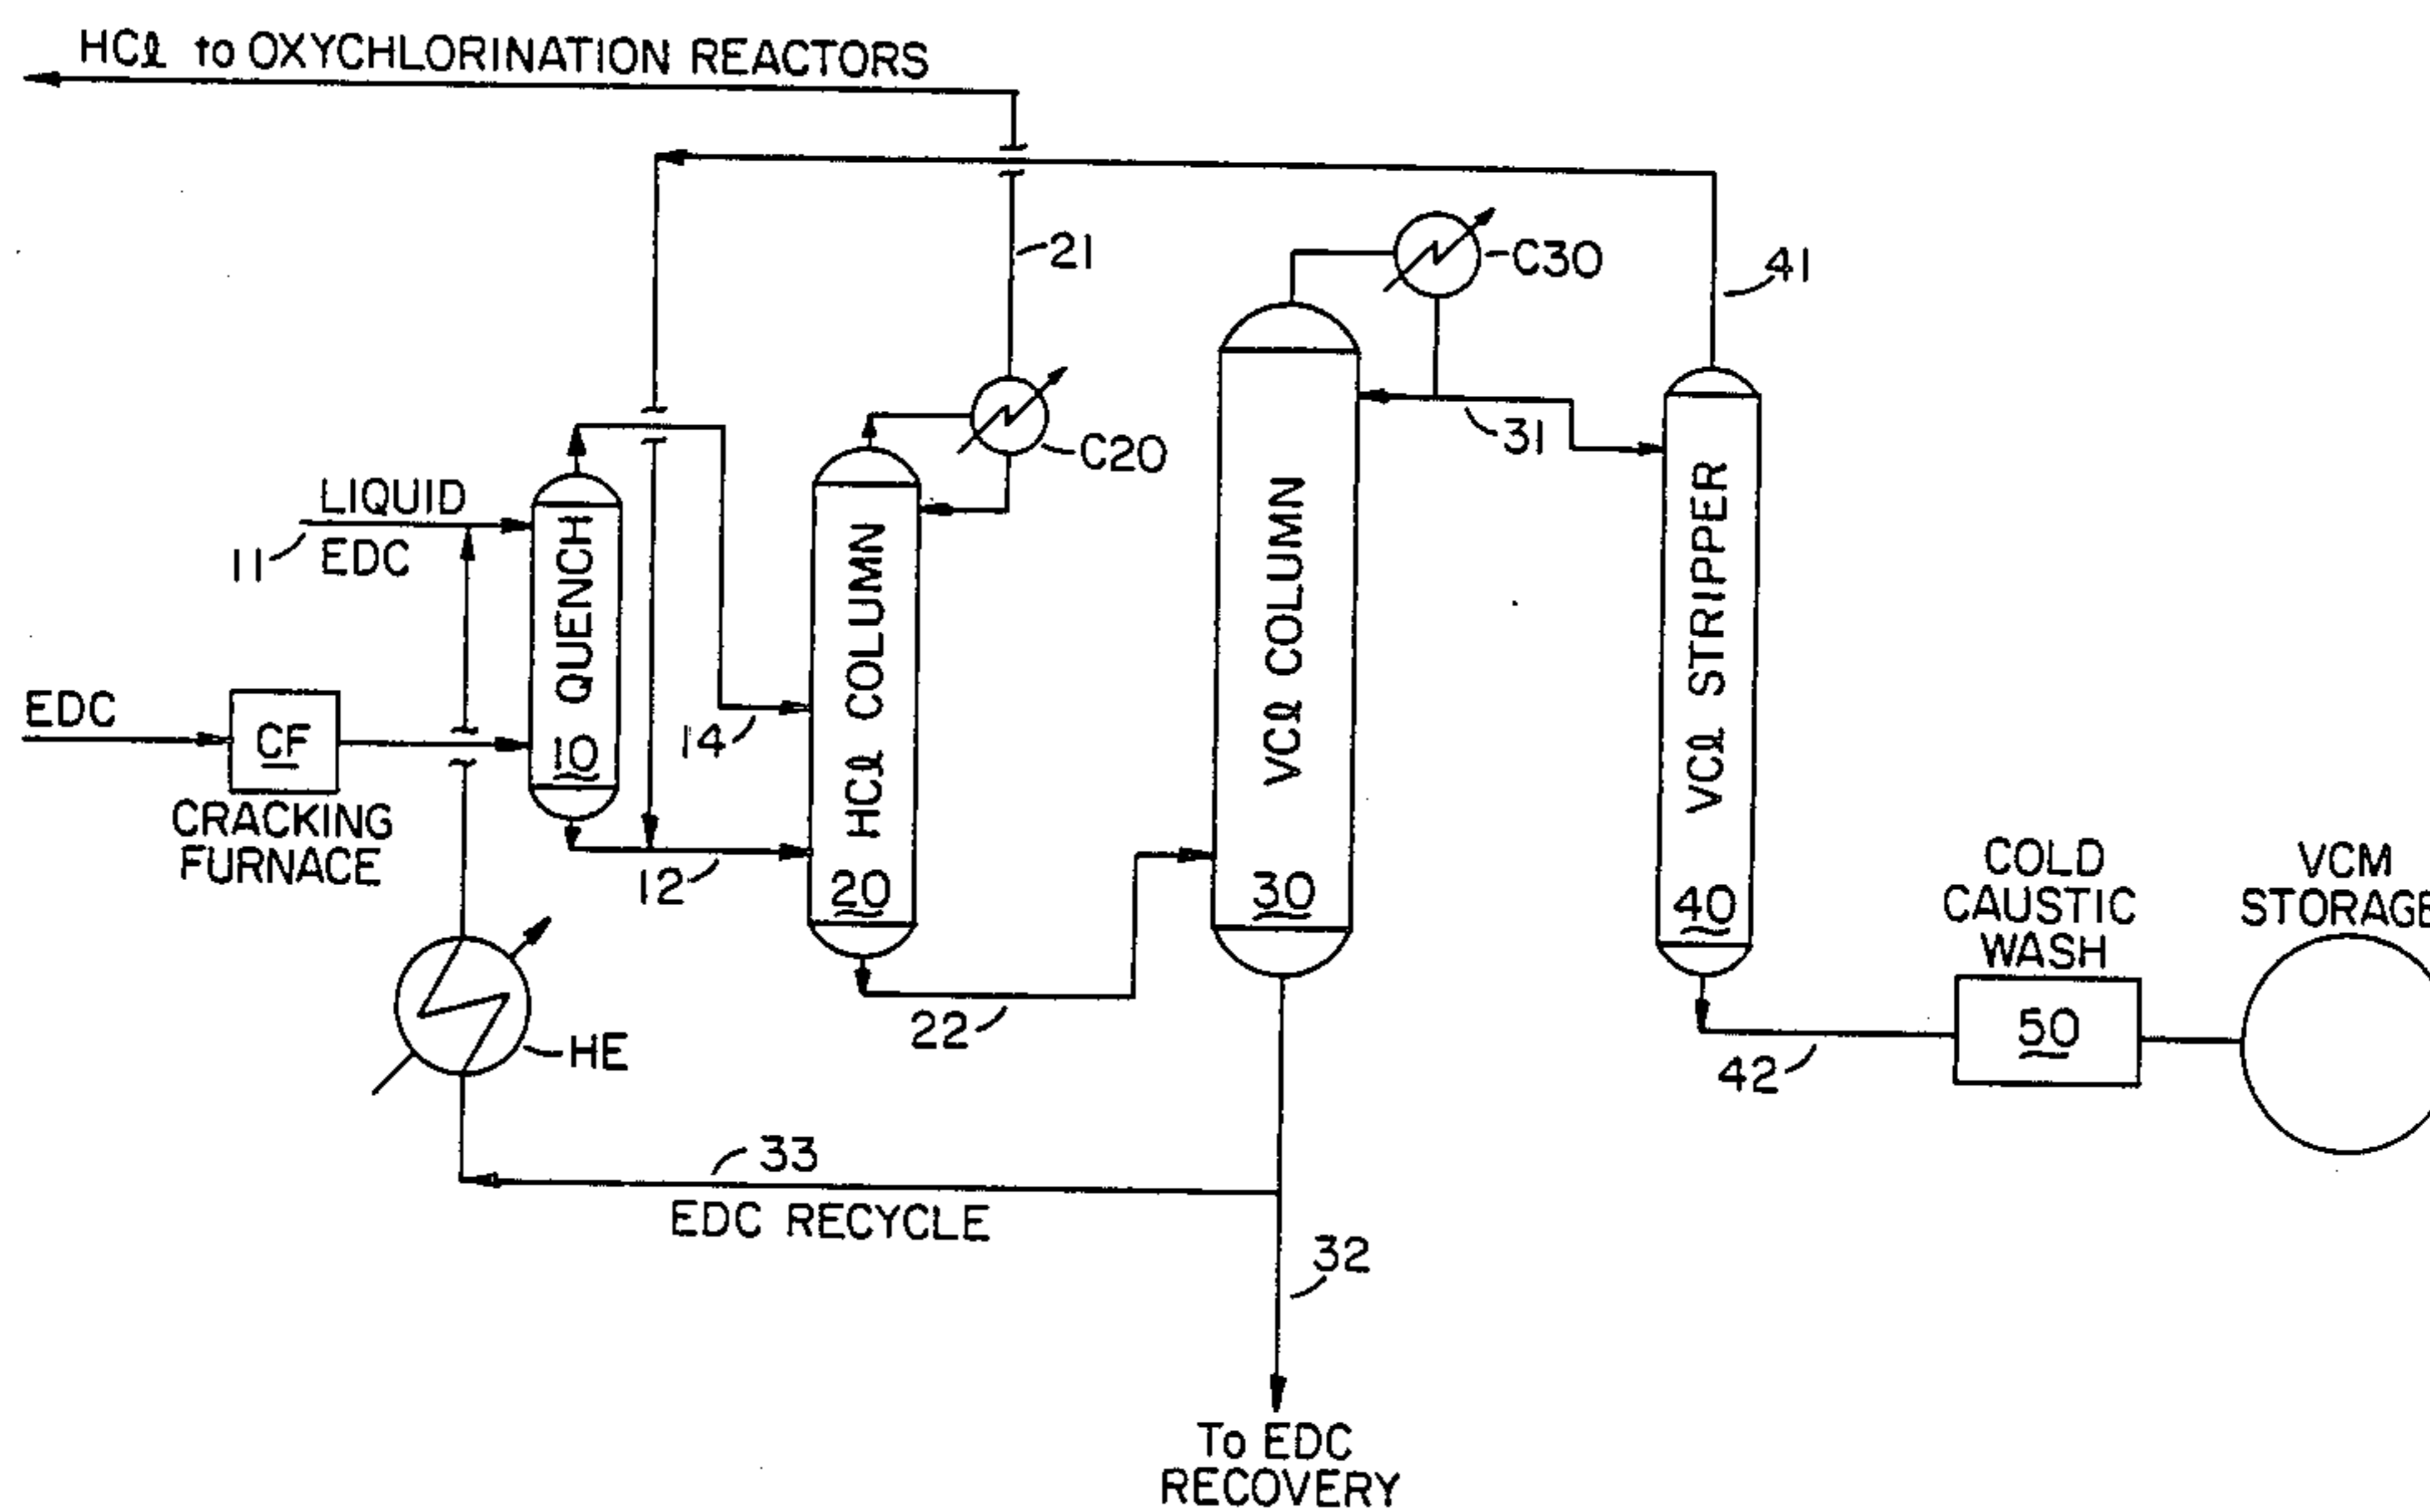 HCl to OXYCHLORINATION REACTORS
21
C30
41
C20
31
LIQUID
EDC
11
QUENCH
10
HCl COLUMN
20
VCl COLUMN
30
VCl STRIPPER
40
EDC
CF
CRACKING
FURNACE
14
12
22
HE
COLD
CAUSTIC
WASH
50
VCM
STORAGE
42
33
EDC RECYCLE
32
To EDC
RECOVERY